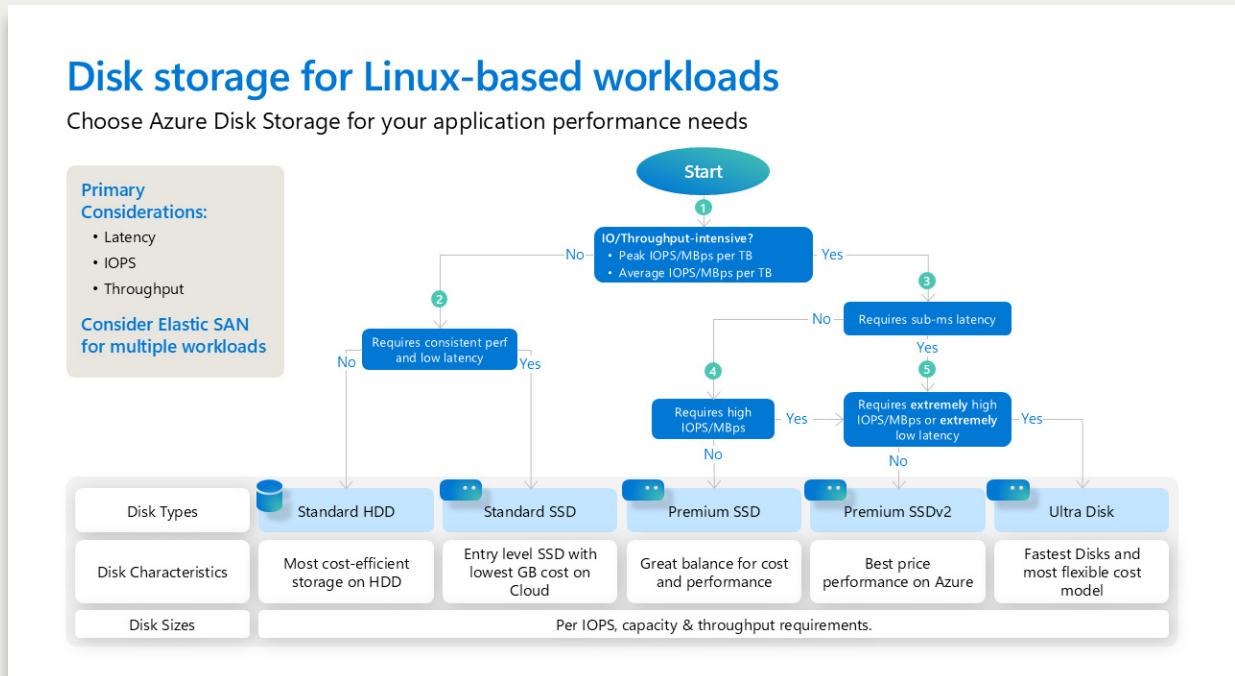 Disk storage for Linux-based workloads
Choose Azure Disk Storage for your application performance needs
Primary
Considerations:
• Latency
• IOPS
• Throughput
Consider Elastic SAN
for multiple workloads
Start
1
IO/Throughput-intensive?
• Peak IOPS/MBps per TB
• Average IOPS/MBps per TB
No
Yes
2
3
Requires consistent perf
and low latency
No
Yes
Requires sub-ms latency
No
Yes
4
5
Requires high
IOPS/MBps
Yes
No
Requires extremely high
IOPS/MBps or extremely
low latency
Yes
No
Disk Types
Standard HDD
Standard SSD
Premium SSD
Premium SSDv2
Ultra Disk
Disk Characteristics
Most cost-efficient
storage on HDD
Entry level SSD with
lowest GB cost on
Cloud
Great balance for cost
and performance
Best price
performance on Azure
Fastest Disks and
most flexible cost
model
Disk Sizes
Per IOPS, capacity & throughput requirements.